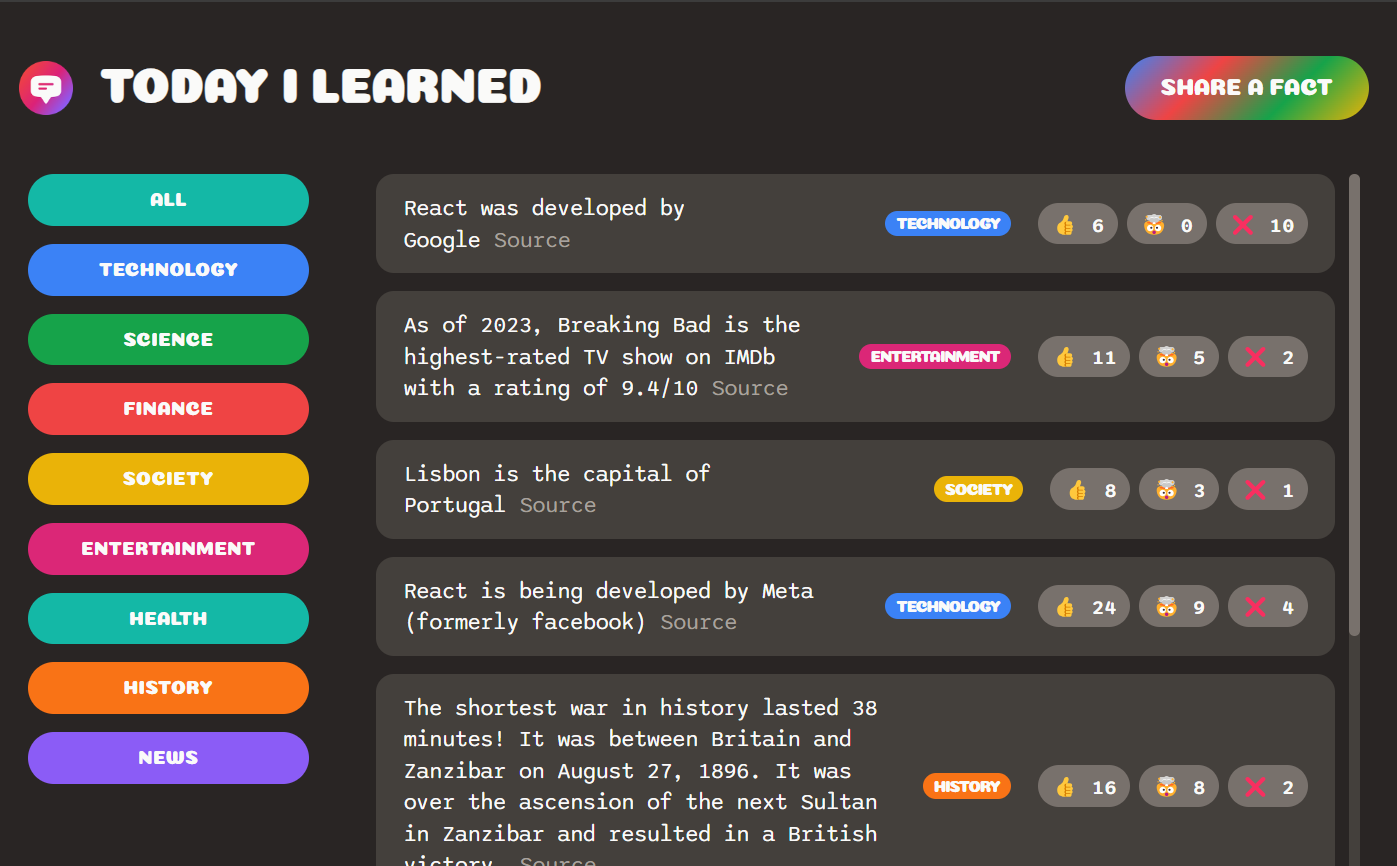 TODAY I LEARNED
SHARE A FACT
ALL
TECHNOLOGY
SCIENCE
FINANCE
SOCIETY
ENTERTAINMENT
HEALTH
HISTORY
NEWS
React was developed by
Google Source
TECHNOLOGY
👍 6 🤯 0 ❌ 10
As of 2023, Breaking Bad is the
highest-rated TV show on IMDb
with a rating of 9.4/10 Source
ENTERTAINMENT
👍 11 🤯 5 ❌ 2
Lisbon is the capital of
Portugal Source
SOCIETY
👍 8 🤯 3 ❌ 1
React is being developed by Meta
(formerly facebook) Source
TECHNOLOGY
👍 24 🤯 9 ❌ 4
The shortest war in history lasted 38
minutes! It was between Britain and
Zanzibar on August 27, 1896. It was
over the ascension of the next Sultan
in Zanzibar and resulted in a British
victory. Source
HISTORY
👍 16 🤯 8 ❌ 2